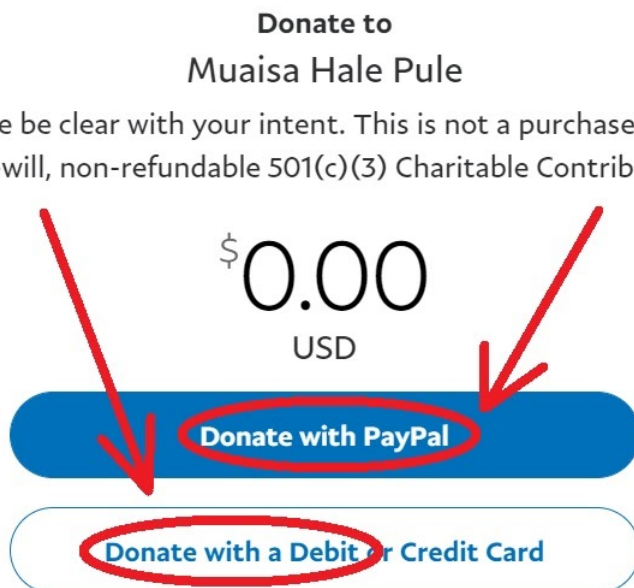 Donate to
Muaisa Hale Pule
e be clear with your intent. This is not a purchase
will, non-refundable 501(c)(3) Charitable Contrib
$0.00
USD
Donate with PayPal
Donate with a Debit or Credit Card